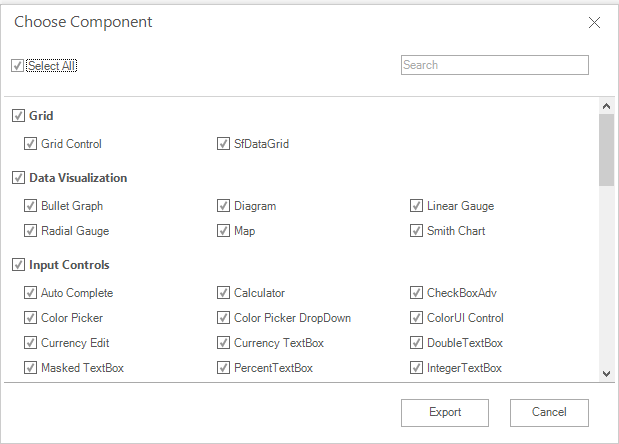 Choose Component
Select All Search
Grid
Grid Control SfDataGrid
Data Visualization
Bullet Graph Diagram Linear Gauge
Radial Gauge Map Smith Chart
Input Controls
Auto Complete Calculator CheckBoxAdv
Color Picker Color Picker DropDown ColorUI Control
Currency Edit Currency TextBox DoubleTextBox
Masked TextBox PercentTextBox IntegerTextBox
Export Cancel